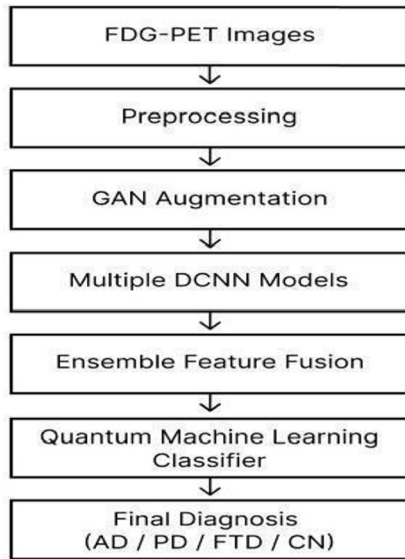 FDG-PET Images
Preprocessing
GAN Augmentation
Multiple DCNN Models
Ensemble Feature Fusion
Quantum Machine Learning
Classifier
Final Diagnosis
(AD / PD / FTD / CN)